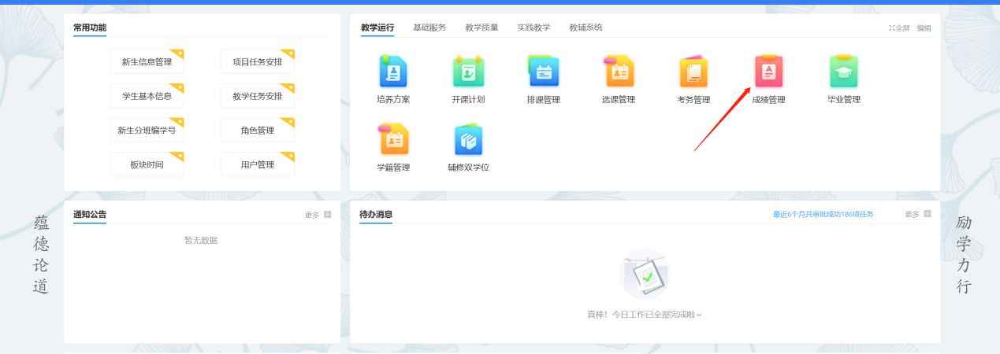 常用功能
新生信息管理
项目任务安排
学生基本信息
教学任务安排
新生分班编学号
角色管理
板块时间
用户管理
教学运行 基础服务 教学质量 实践教学 教辅系统
全屏 编辑
培养方案 开课计划 排课管理 选课管理 考务管理 成绩管理 毕业管理
学籍管理 辅修双学位
通知公告
更多
暂无数据
待办消息
最近6个月共审批成功186项任务
更多
真棒！今日工作已全部完成啦~
蕴德论道
励学力行